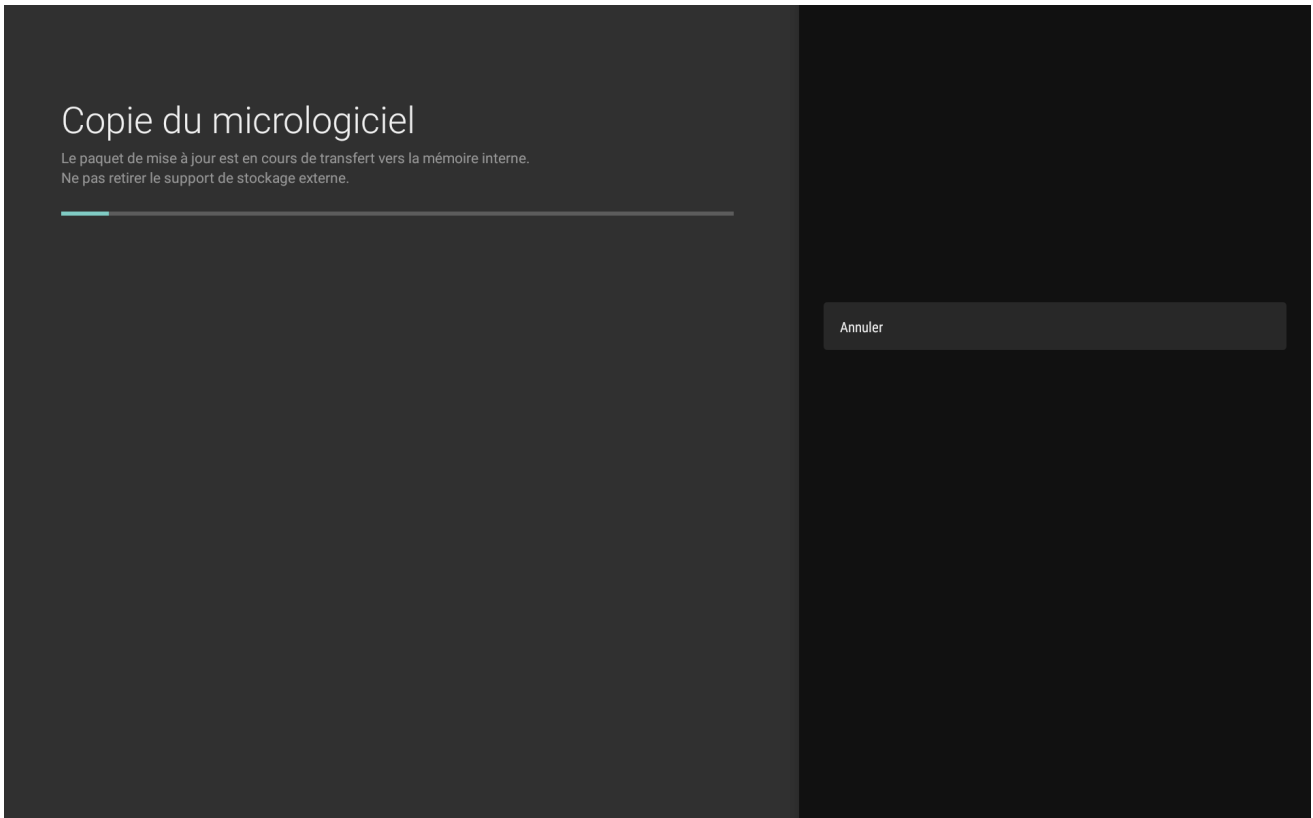 Copie du micrologiciel
Le paquet de mise à jour est en cours de transfert vers la mémoire interne.
Ne pas retirer le support de stockage externe.
Annuler